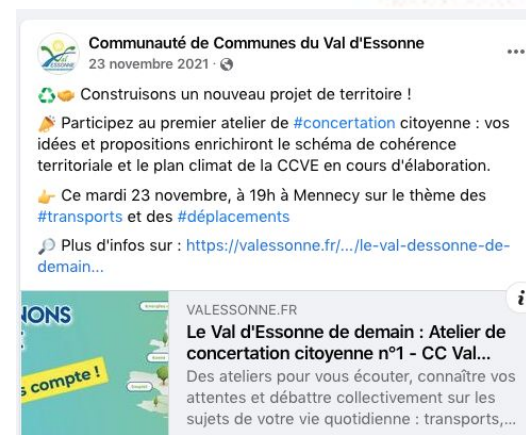 Communauté de Communes du Val d'Essonne
23 novembre 2021 ·
♻️🤝 Construisons un nouveau projet de territoire !
🎉 Participez au premier atelier de #concertation citoyenne : vos
idées et propositions enrichiront le schéma de cohérence
territoriale et le plan climat de la CCVE en cours d'élaboration.
👉 Ce mardi 23 novembre, à 19h à Mennecy sur le thème des
#transports et des #déplacements
🔎 Plus d'infos sur : https://valessonne.fr/.../le-val-dessonne-de-
demain...
VALESSONNE.FR
Le Val d'Essonne de demain : Atelier de
concertation citoyenne nº1 - CC Val...
Des ateliers pour vous écouter, connaître vos
attentes et débattre collectivement sur les
sujets de votre vie quotidienne : transports,...
compte !